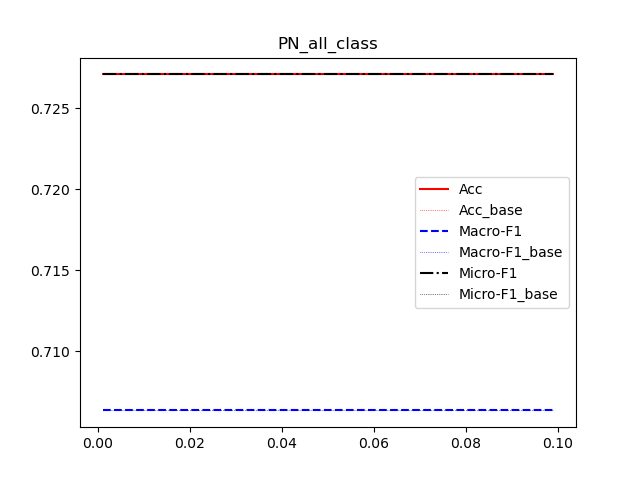 PN_all_class
0.725
0.720
0.715
0.710
Acc
Acc_base
Macro-F1
Macro-F1_base
Micro-F1
Micro-F1_base
0.00 0.02 0.04 0.06 0.08 0.10